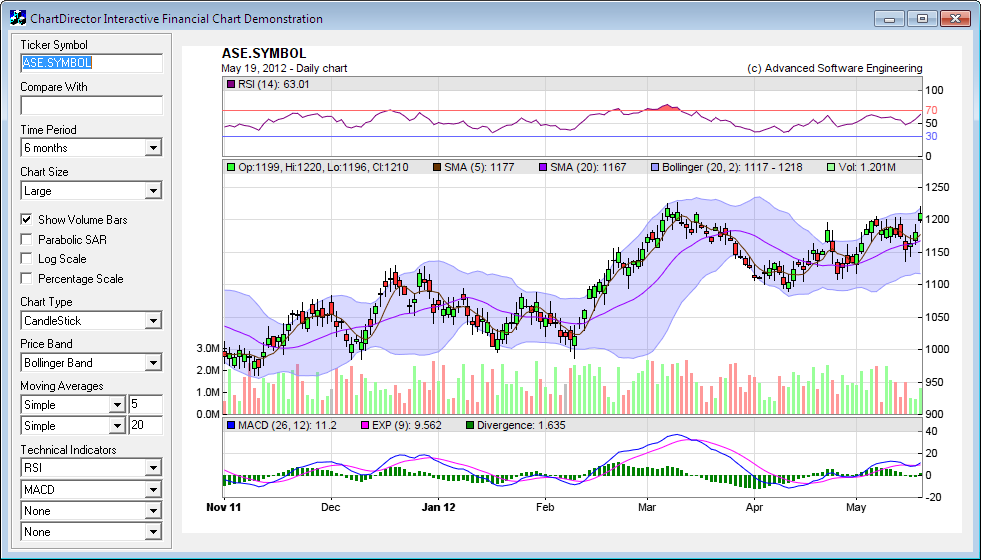 ChartDirector Interactive Financial Chart Demonstration
Ticker Symbol
ASE.SYMBOL
Compare With
Time Period
6 months
Chart Size
Large
Show Volume Bars
Parabolic SAR
Log Scale
Percentage Scale
Chart Type
CandleStick
Price Band
Bollinger Band
Moving Averages
Simple 5
Simple 20
Technical Indicators
RSI
MACD
None
None
ASE.SYMBOL
May 19, 2012 - Daily chart (c) Advanced Software Engineering
RSI (14): 63.01
100
70
50
30
0
Op:1199, Hi:1220, Lo:1196, Cl:1210 SMA (5): 1177 SMA (20): 1167 Bollinger (20, 2): 1117 - 1218 Vol: 1.201M
1250
1200
1150
1100
1050
3.0M 1000
2.0M
1.0M 950
0.0M 900
MACD (26, 12): 11.2 EXP (9): 9.562 Divergence: 1.635
40
20
0
-20
Nov 11 Dec Jan 12 Feb Mar Apr May